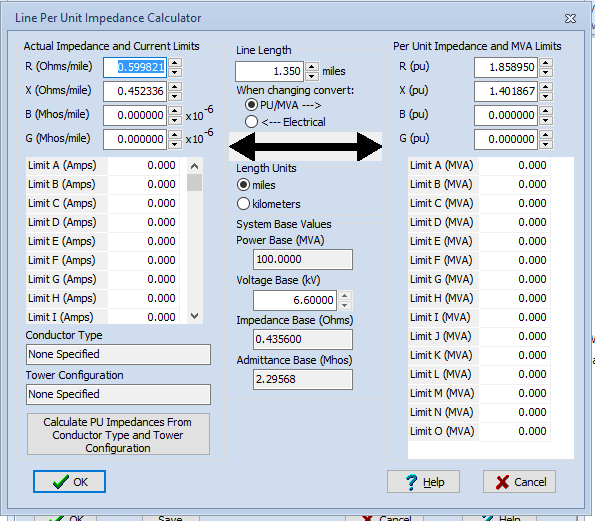 Line Per Unit Impedance Calculator
Actual Impedance and Current Limits
R (Ohms/mile) 0.599821
X (Ohms/mile) 0.452336
B (Mhos/mile) 0.000000 x10^-6
G (Mhos/mile) 0.000000 x10^-6
Limit A (Amps) 0.000
Limit B (Amps) 0.000
Limit C (Amps) 0.000
Limit D (Amps) 0.000
Limit E (Amps) 0.000
Limit F (Amps) 0.000
Limit G (Amps) 0.000
Limit H (Amps) 0.000
Limit I (Amps) 0.000
Conductor Type
None Specified
Tower Configuration
None Specified
Calculate PU Impedances From
Conductor Type and Tower
Configuration
Line Length
1.350 miles
When changing convert:
PU/MVA --->
<--- Electrical
Length Units
miles
kilometers
System Base Values
Power Base (MVA)
100.0000
Voltage Base (kV)
6.60000
Impedance Base (Ohms)
0.435600
Admittance Base (Mhos)
2.29568
Per Unit Impedance and MVA Limits
R (pu) 1.858950
X (pu) 1.401867
B (pu) 0.000000
G (pu) 0.000000
Limit A (MVA) 0.000
Limit B (MVA) 0.000
Limit C (MVA) 0.000
Limit D (MVA) 0.000
Limit E (MVA) 0.000
Limit F (MVA) 0.000
Limit G (MVA) 0.000
Limit H (MVA) 0.000
Limit I (MVA) 0.000
Limit J (MVA) 0.000
Limit K (MVA) 0.000
Limit L (MVA) 0.000
Limit M (MVA) 0.000
Limit N (MVA) 0.000
Limit O (MVA) 0.000
OK
? Help
Cancel
OK Save Cancel ? Help